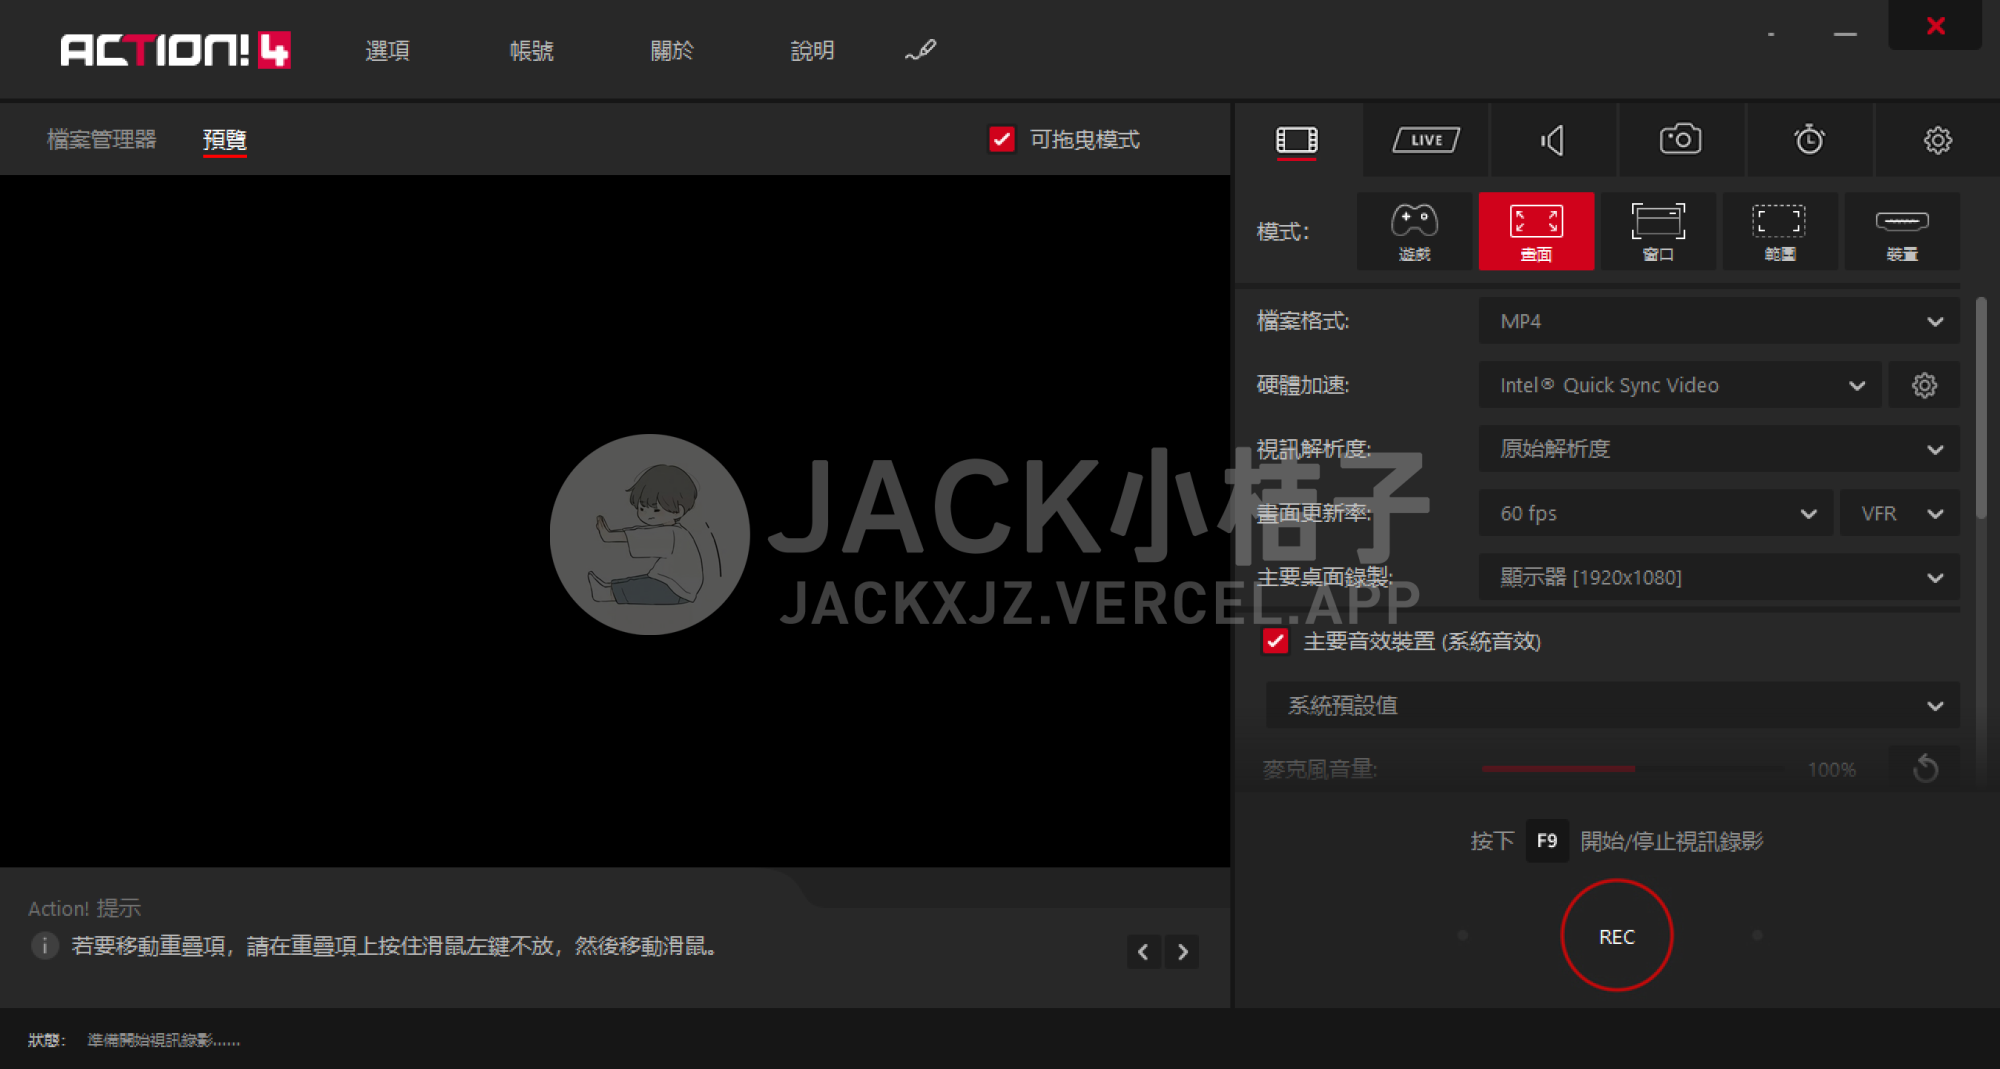 ACTION! 4
選項 帳號 關於 說明
檔案管理器 預覽 可拖曳模式
LIVE
模式：
遊戲 畫面 窗口 範圍 裝置
檔案格式: MP4
硬體加速: Intel® Quick Sync Video
視訊解析度: 原始解析度
畫面更新率: 60 fps VFR
主要桌面錄製: 顯示器 [1920x1080]
JACK小桔子
JACKXJZ.VERCEL.APP
主要音效裝置 (系統音效)
系統預設值
麥克風音量: 100%
按下 F9 開始/停止視訊錄影
REC
Action! 提示
若要移動重疊項，請在重疊項上按住滑鼠左鍵不放，然後移動滑鼠。
狀態： 準備開始視訊錄影......